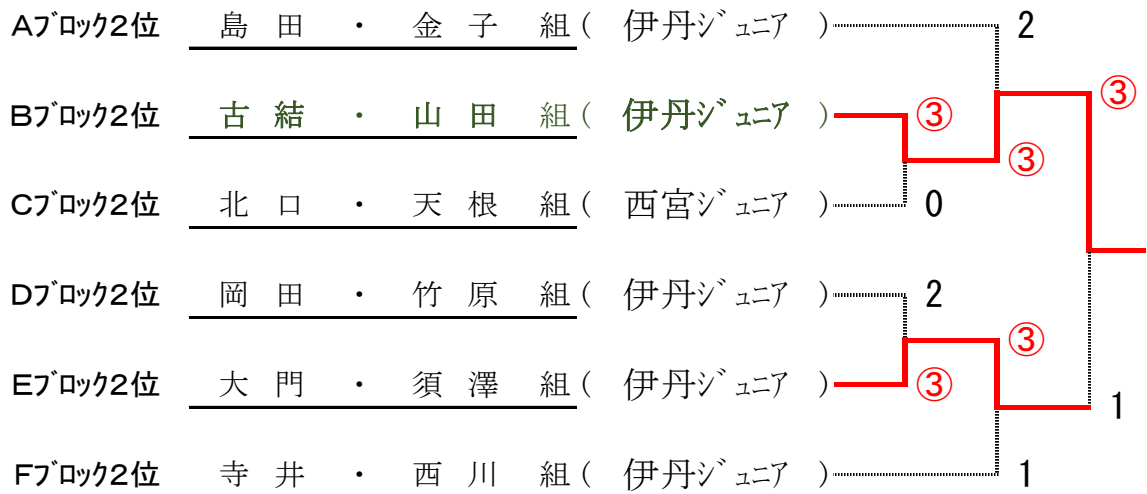 Aブロック2位 島田・金子 組( 伊丹ジュニア ) 2
③
Bブロック2位 古結・山田 組( 伊丹ジュニア ) ③
③
Cブロック2位 北口・天根 組( 西宮ジュニア ) 0
Dブロック2位 岡田・竹原 組( 伊丹ジュニア ) 2
③
Eブロック2位 大門・須澤 組( 伊丹ジュニア ) ③
1
Fブロック2位 寺井・西川 組( 伊丹ジュニア ) 1